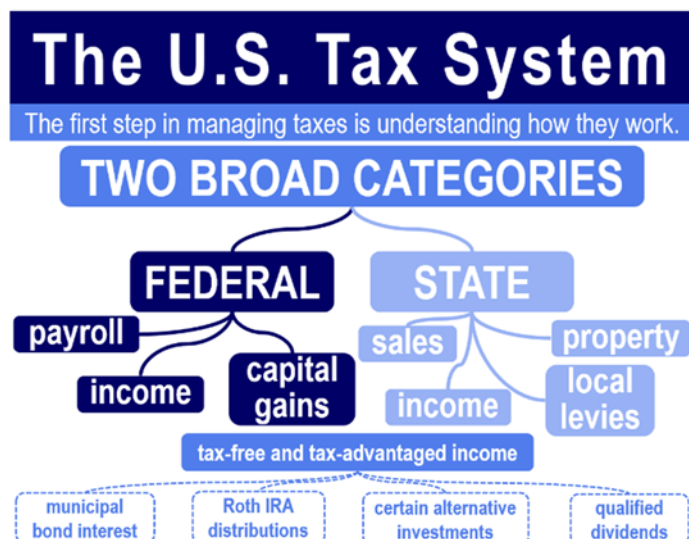 The U.S. Tax System
The first step in managing taxes is understanding how they work.
TWO BROAD CATEGORIES
FEDERAL
payroll
income
capital
gains
STATE
sales
income
property
local
levies
tax-free and tax-advantaged income
municipal
bond interest
Roth IRA
distributions
certain alternative
investments
qualified
dividends